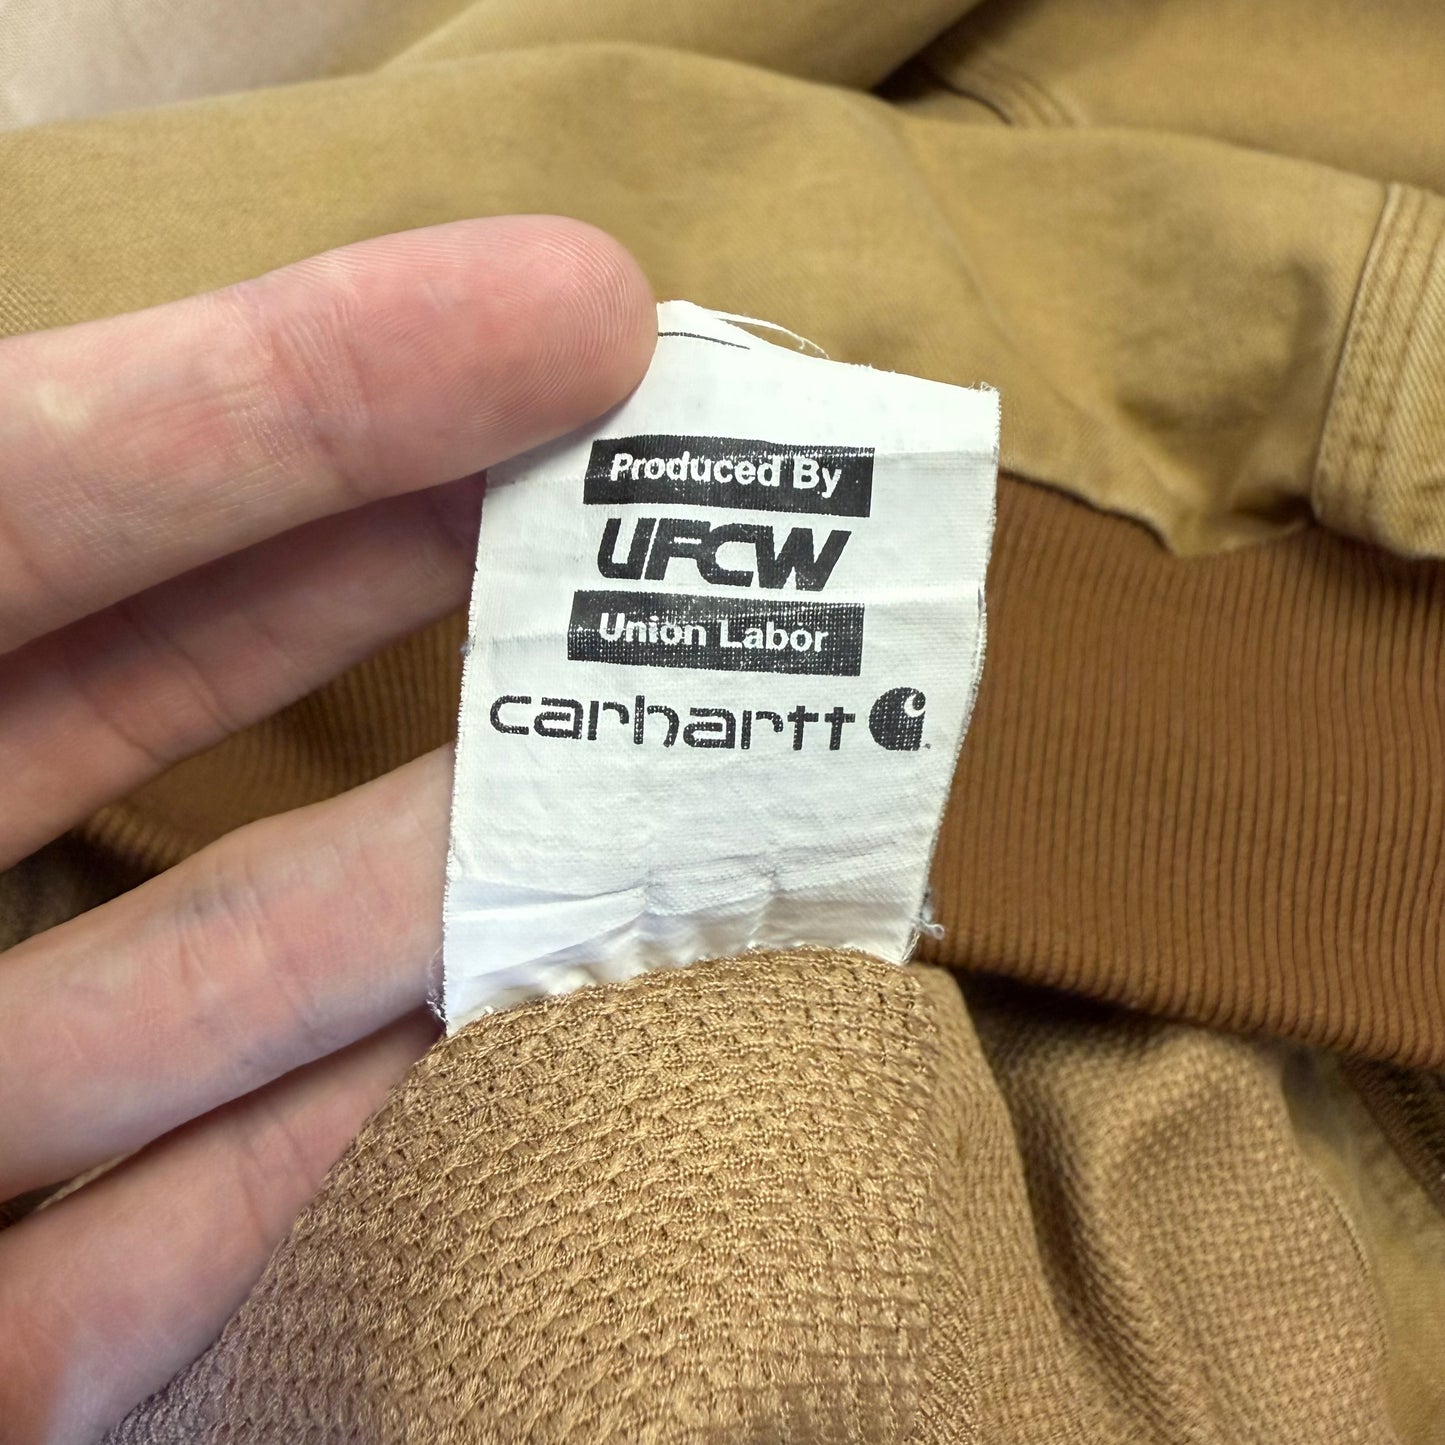 Produced By
UFCW
Union Labor
carhartt